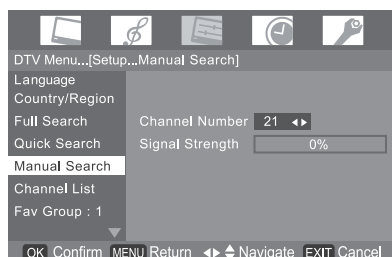 DTV Menu...[Setup...Manual Search]
Language
Country/Region
Full Search
Channel Number 21
Quick Search
Signal Strength 0%
Manual Search
Channel List
Fav Group : 1
OK Confirm MENU Return Navigate EXIT Cancel